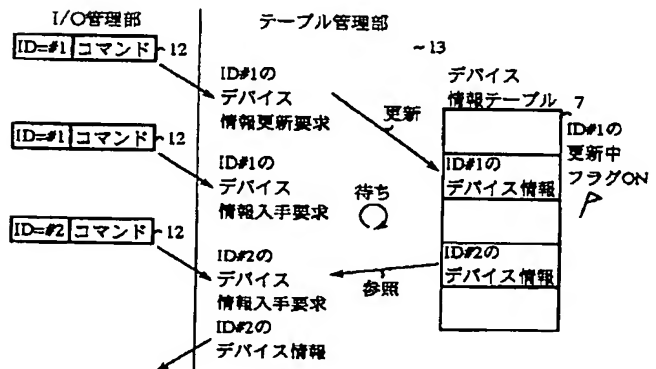 I/O管理部
テーブル管理部
~13
ID=#1 コマンド ~12
ID#1の
デバイス
情報更新要求
更新
デバイス
情報テーブル
7
ID#1の
更新中
フラグON
ID=#1 コマンド ~12
ID#1の
デバイス
情報入手要求
待ち
ID#1の
デバイス情報
ID=#2 コマンド ~12
ID#2の
デバイス
情報入手要求
参照
ID#2の
デバイス情報
ID#2の
デバイス情報